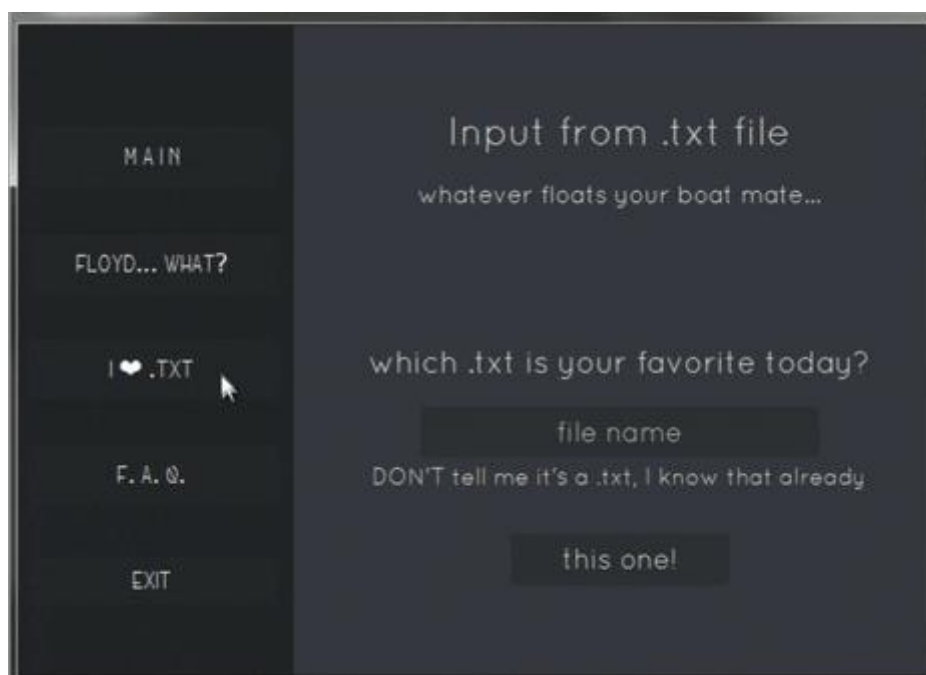 MAIN
FLOYD... WHAT?
I ❤ .TXT
F. A. Q.
EXIT
Input from .txt file
whatever floats your boat mate...
which .txt is your favorite today?
file name
DON'T tell me it's a .txt, I know that already
this one!